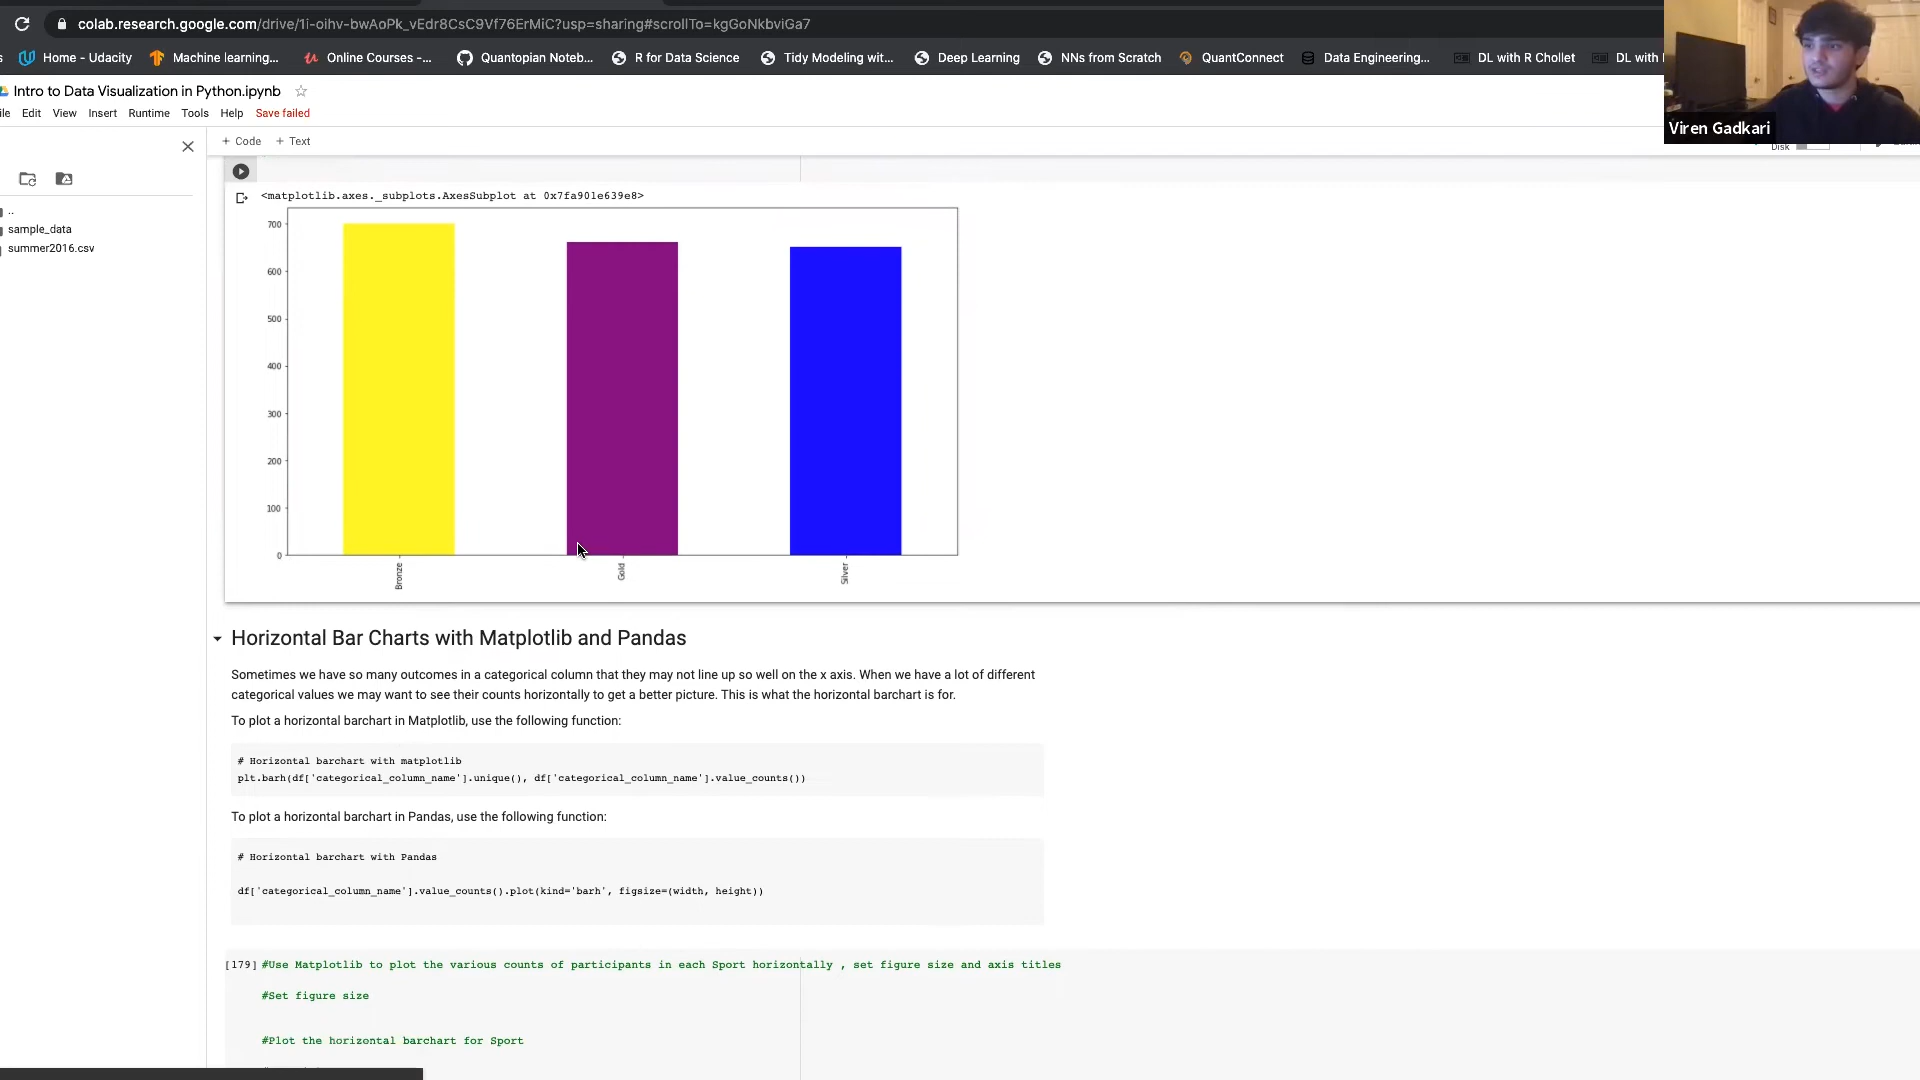 colab.research.google.com/drive/1i-oihv-bwAoPk_vEdr8CsC9Vf76ErMiC?usp=sharing#scrollTo=kgGoNkbviGa7
s Home - Udacity Machine learning... Online Courses -... Quantopian Noteb... R for Data Science Tidy Modeling wit... Deep Learning NNs from Scratch QuantConnect Data Engineering... DL with R Chollet DL with
Viren Gadkari
Intro to Data Visualization in Python.ipynb
ile Edit View Insert Runtime Tools Help Save failed
+ Code + Text
Disk
..
sample_data
summer2016.csv
<matplotlib.axes._subplots.AxesSubplot at 0x7fa901e639e8>
700
600
500
400
300
200
100
0
Bronze
Gold
Silver
Horizontal Bar Charts with Matplotlib and Pandas
Sometimes we have so many outcomes in a categorical column that they may not line up so well on the x axis. When we have a lot of different
categorical values we may want to see their counts horizontally to get a better picture. This is what the horizontal barchart is for.
To plot a horizontal barchart in Matplotlib, use the following function:
# Horizontal barchart with matplotlib
plt.barh(df['categorical_column_name'].unique(), df['categorical_column_name'].value_counts())
To plot a horizontal barchart in Pandas, use the following function:
# Horizontal barchart with Pandas
df['categorical_column_name'].value_counts().plot(kind='barh', figsize=(width, height))
[179] #Use Matplotlib to plot the various counts of participants in each Sport horizontally , set figure size and axis titles
#Set figure size
#Plot the horizontal barchart for Sport